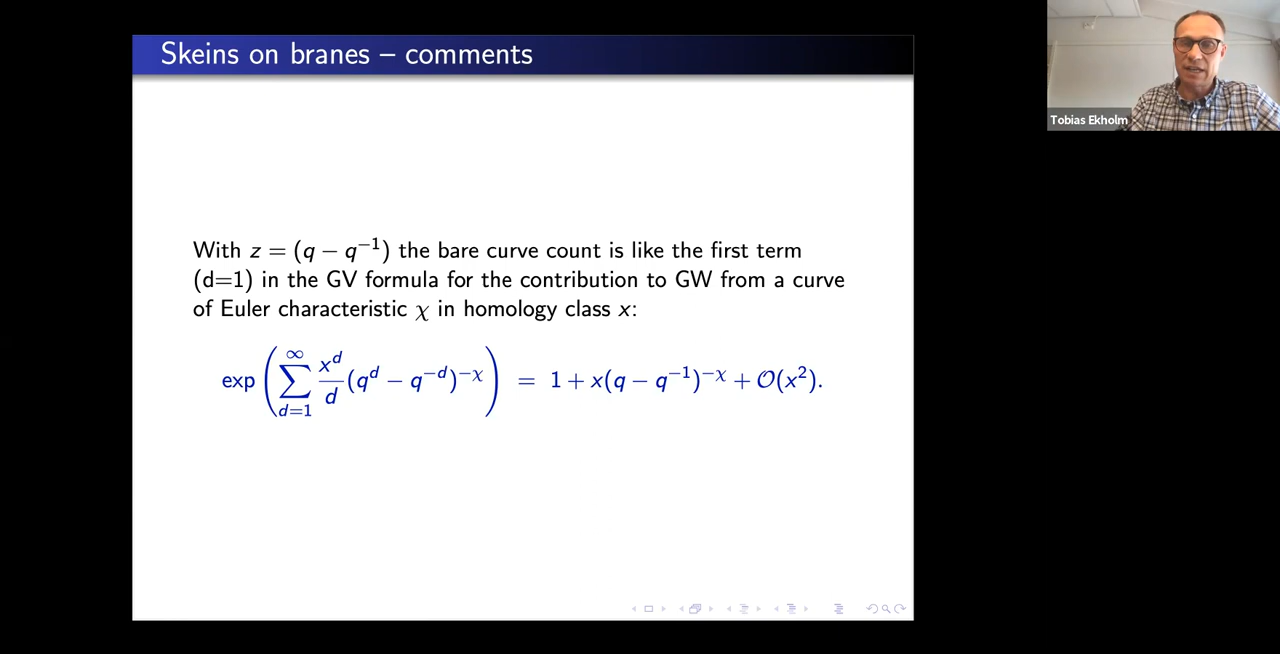 Skeins on branes – comments
With z = (q − q⁻¹) the bare curve count is like the first term
(d=1) in the GV formula for the contribution to GW from a curve
of Euler characteristic χ in homology class x:
exp(∑_{d=1}^{∞} x^d/d (q^d − q^{−d})^{−χ}) = 1 + x(q − q^{−1})^{−χ} + 𝒪(x²).
Tobias Ekholm